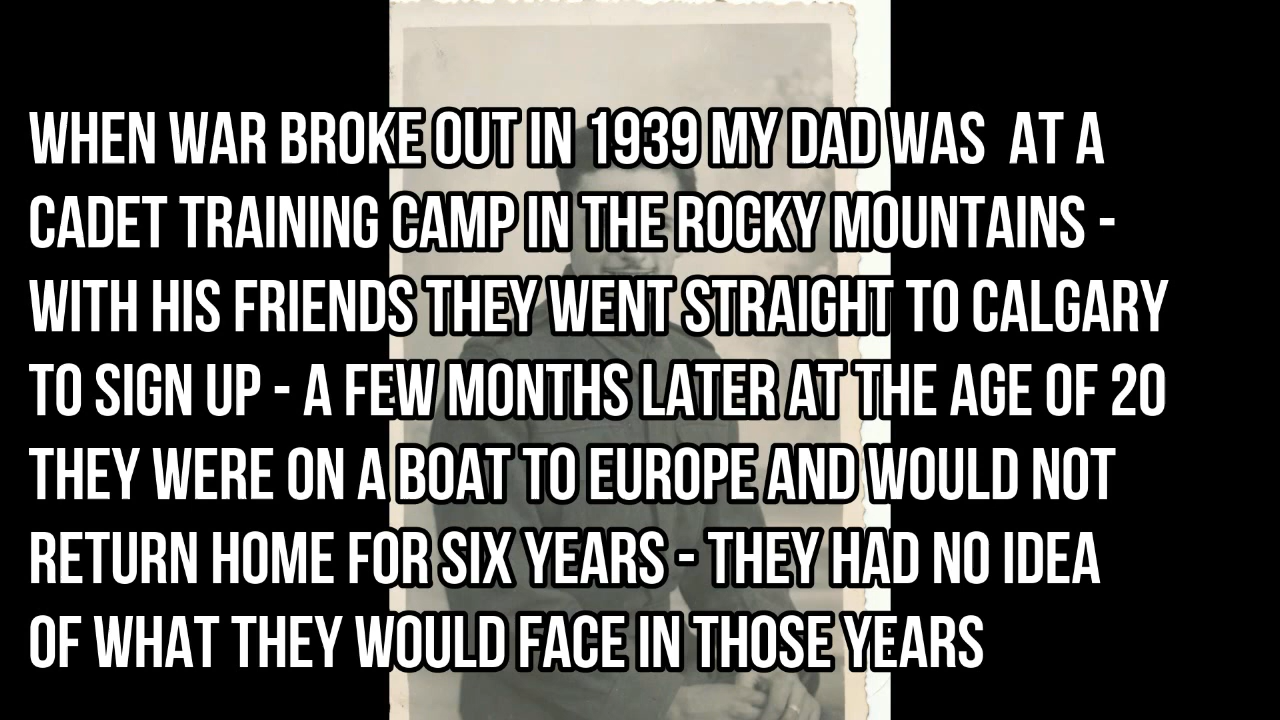 WHEN WAR BROKE OUT IN 1939 MY DAD WAS  AT A
CADET TRAINING CAMP IN THE ROCKY MOUNTAINS -
WITH HIS FRIENDS THEY WENT STRAIGHT TO CALGARY
TO SIGN UP - A FEW MONTHS LATER AT THE AGE OF 20
THEY WERE ON A BOAT TO EUROPE AND WOULD NOT
RETURN HOME FOR SIX YEARS - THEY HAD NO IDEA
OF WHAT THEY WOULD FACE IN THOSE YEARS